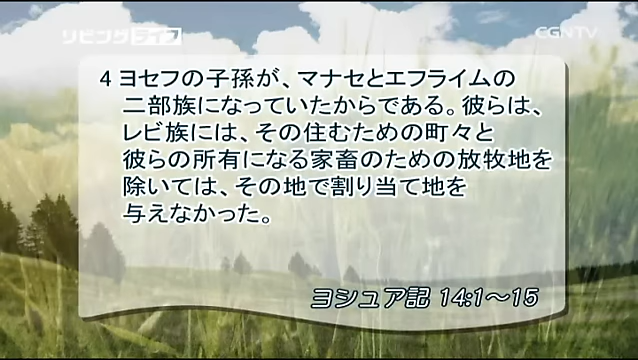 リビングライフ
CGNTV
4 ヨセフの子孫が、マナセとエフライムの
二部族になっていたからである。彼らは、
レビ族には、その住むための町々と
彼らの所有になる家畜のための放牧地を
除いては、その地で割り当て地を
与えなかった。
ヨシュア記 14:1～15